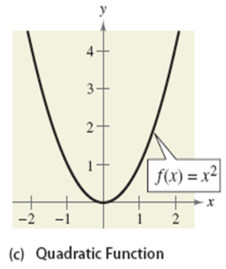 y
4
3
2
1
f(x) = x²
x
-2 -1 1 2
(c) Quadratic Function